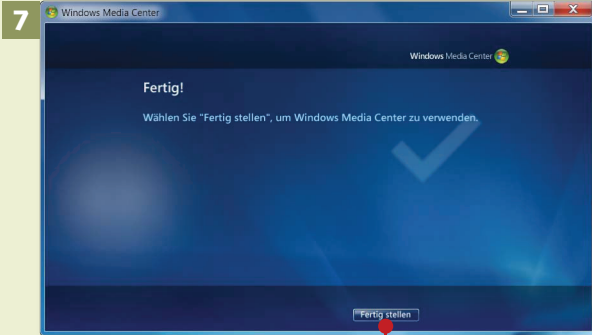 7
Windows Media Center
Windows Media Center
Fertig!
Wählen Sie "Fertig stellen", um Windows Media Center zu verwenden.
Fertig stellen